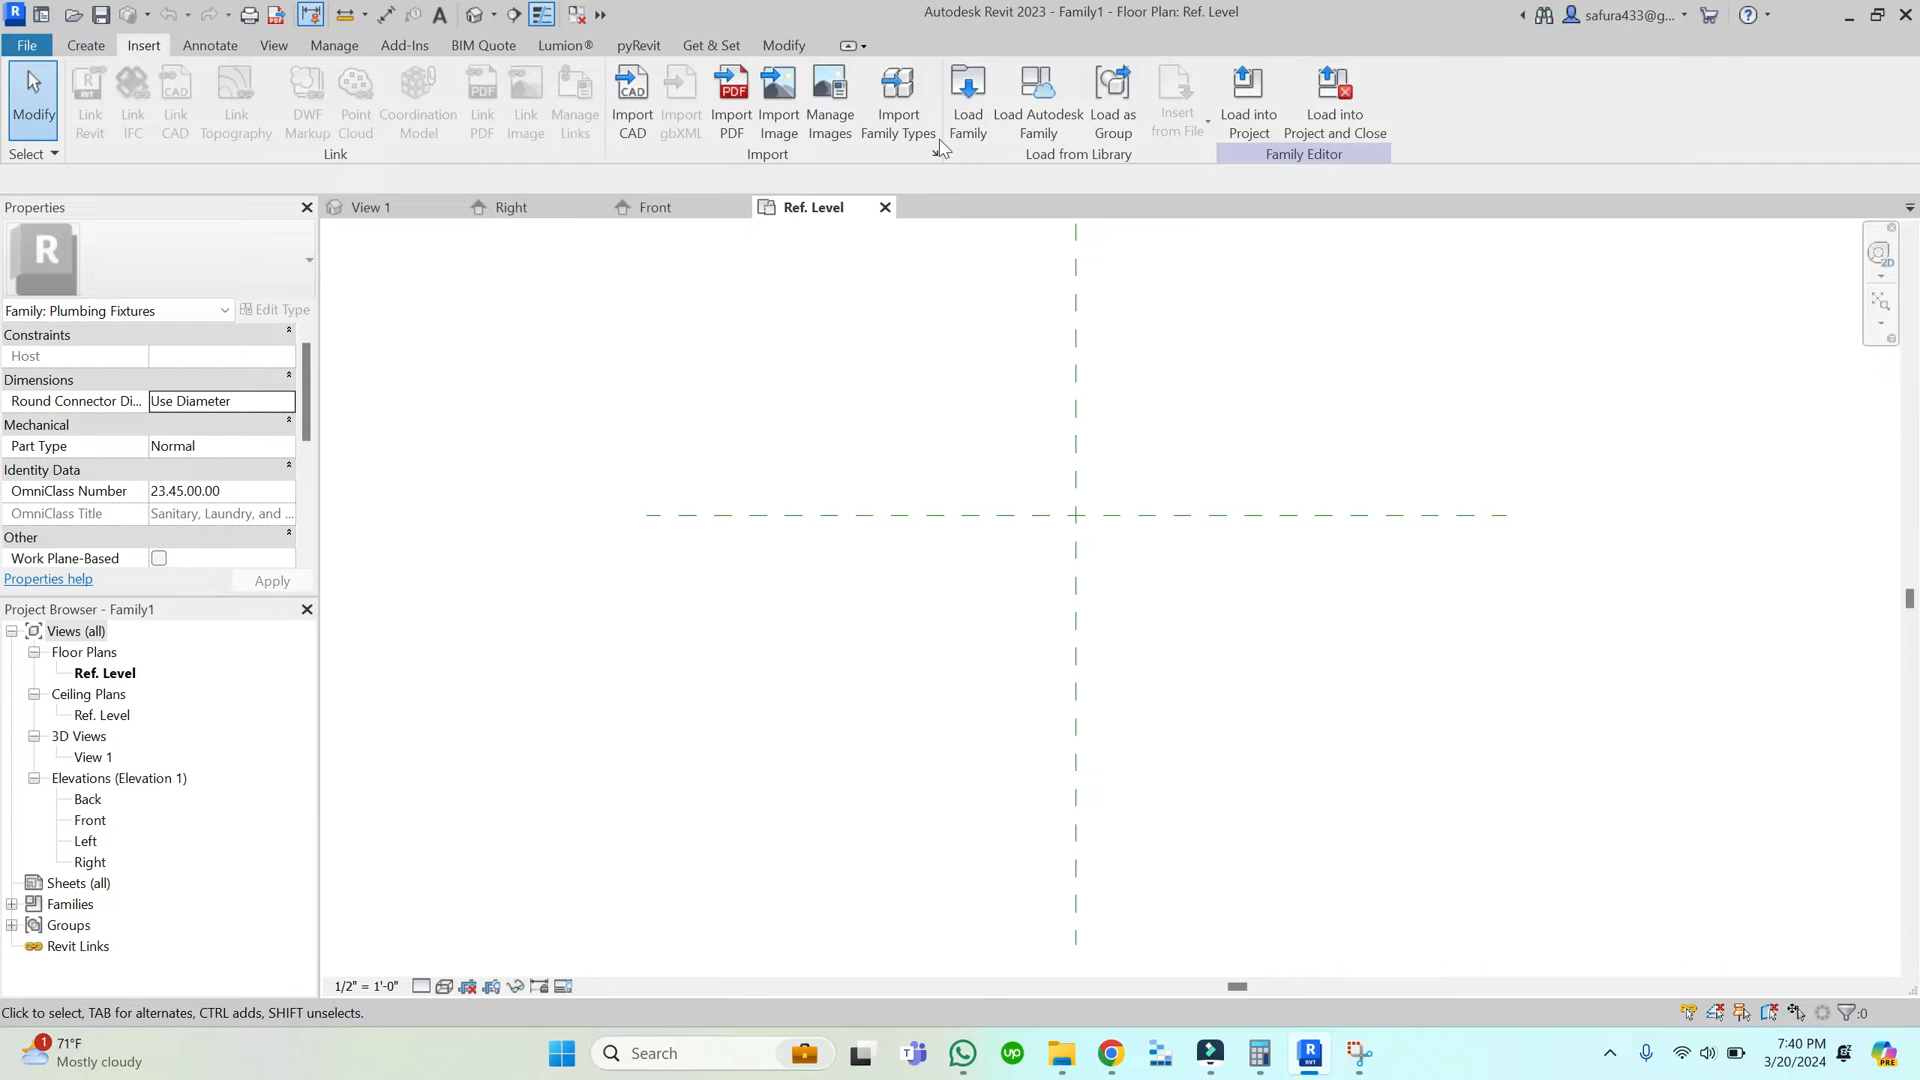 Autodesk Revit 2023 - Family1 - Floor Plan: Ref. Level
safura433@g...
File Create Insert Annotate View Manage Add-Ins BIM Quote Lumion® pyRevit Get & Set Modify
Modify
Link Revit
Link IFC
Link CAD
Link Topography
DWF Markup
Point Cloud
Coordination Model
Link PDF
Link Image
Manage Links
Import CAD
Import gbXML
Import PDF
Import Image
Manage Images
Import Family Types
Load Family
Load Autodesk Family
Load as Group
Insert from File
Load into Project
Load into Project and Close
Select Link Import Load from Library Family Editor
Properties
View 1 Right Front Ref. Level
Family: Plumbing Fixtures Edit Type
Constraints
Host
Dimensions
Round Connector Di... Use Diameter
Mechanical
Part Type Normal
Identity Data
OmniClass Number 23.45.00.00
OmniClass Title Sanitary, Laundry, and ...
Other
Work Plane-Based
Properties help Apply
Project Browser - Family1
Views (all)
Floor Plans
Ref. Level
Ceiling Plans
Ref. Level
3D Views
View 1
Elevations (Elevation 1)
Back
Front
Left
Right
Sheets (all)
Families
Groups
Revit Links
1/2" = 1'-0"
Click to select, TAB for alternates, CTRL adds, SHIFT unselects.
:0
1
71°F
Mostly cloudy
Search
7:40 PM
3/20/2024